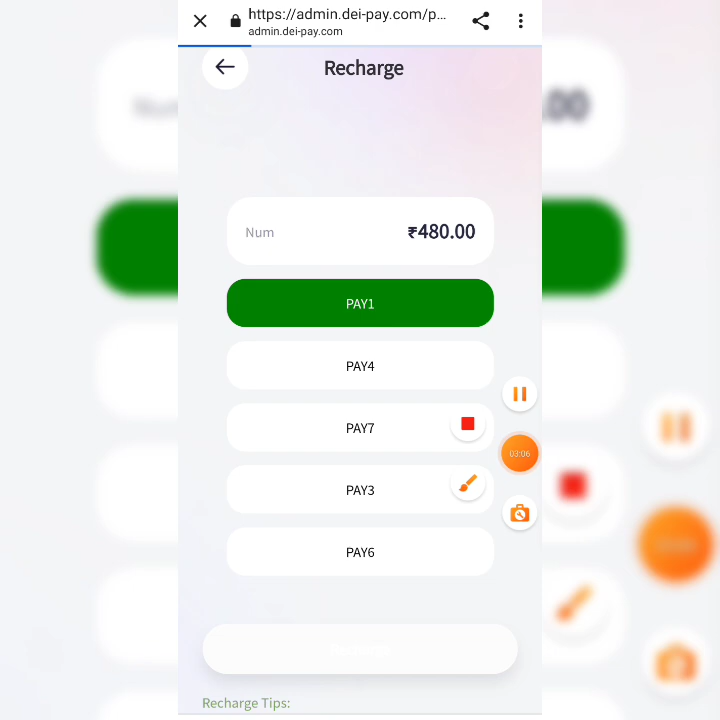 https://admin.dei-pay.com/p...
admin.dei-pay.com
Recharge
Num ₹480.00
PAY1
PAY4
PAY7
PAY3
03:06
PAY6
Recharge Tips: